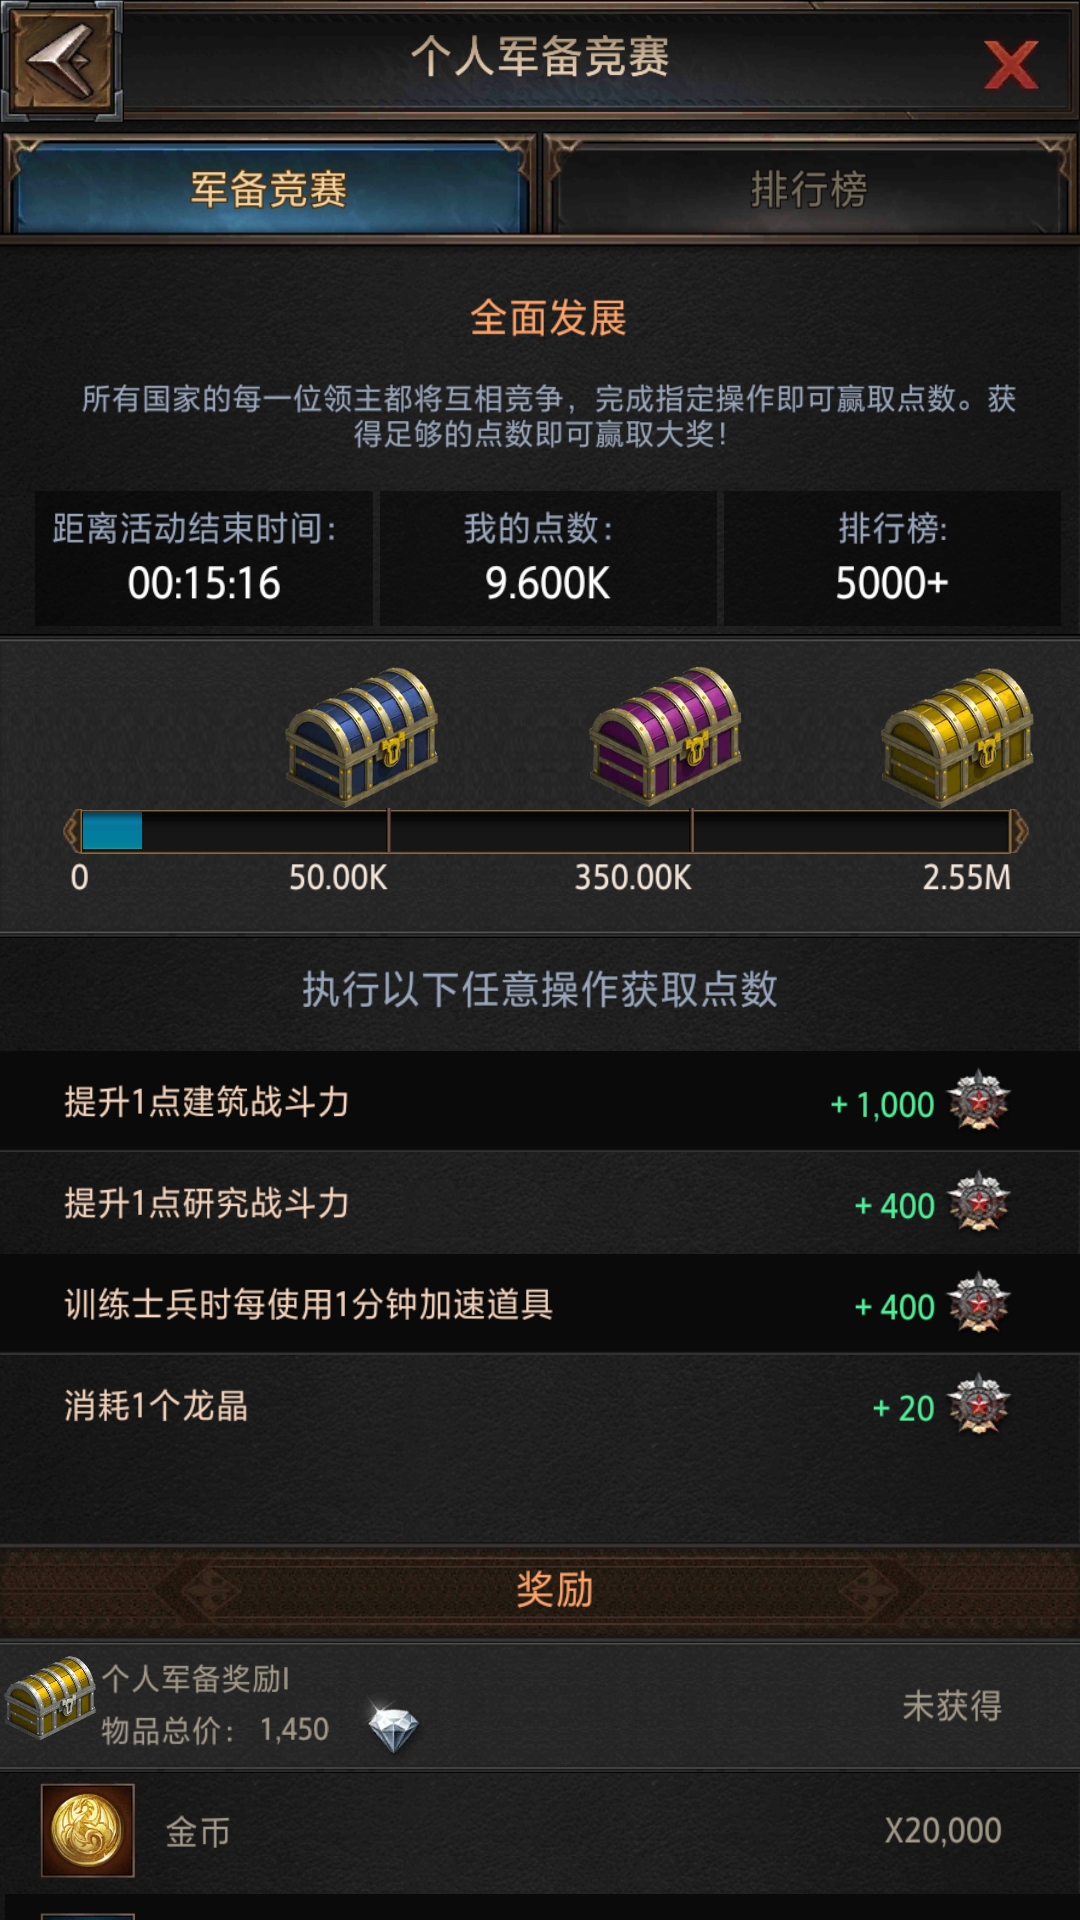 个人军备竞赛
军备竞赛
排行榜
全面发展
所有国家的每一位领主都将互相竞争，完成指定操作即可赢取点数。获
得足够的点数即可赢取大奖！
距离活动结束时间：
00:15:16
我的点数：
9.600K
排行榜:
5000+
0
50.00K
350.00K
2.55M
执行以下任意操作获取点数
提升1点建筑战斗力
+ 1,000
提升1点研究战斗力
+ 400
训练士兵时每使用1分钟加速道具
+ 400
消耗1个龙晶
+ 20
奖励
个人军备奖励I
物品总价： 1,450
未获得
金币
X20,000